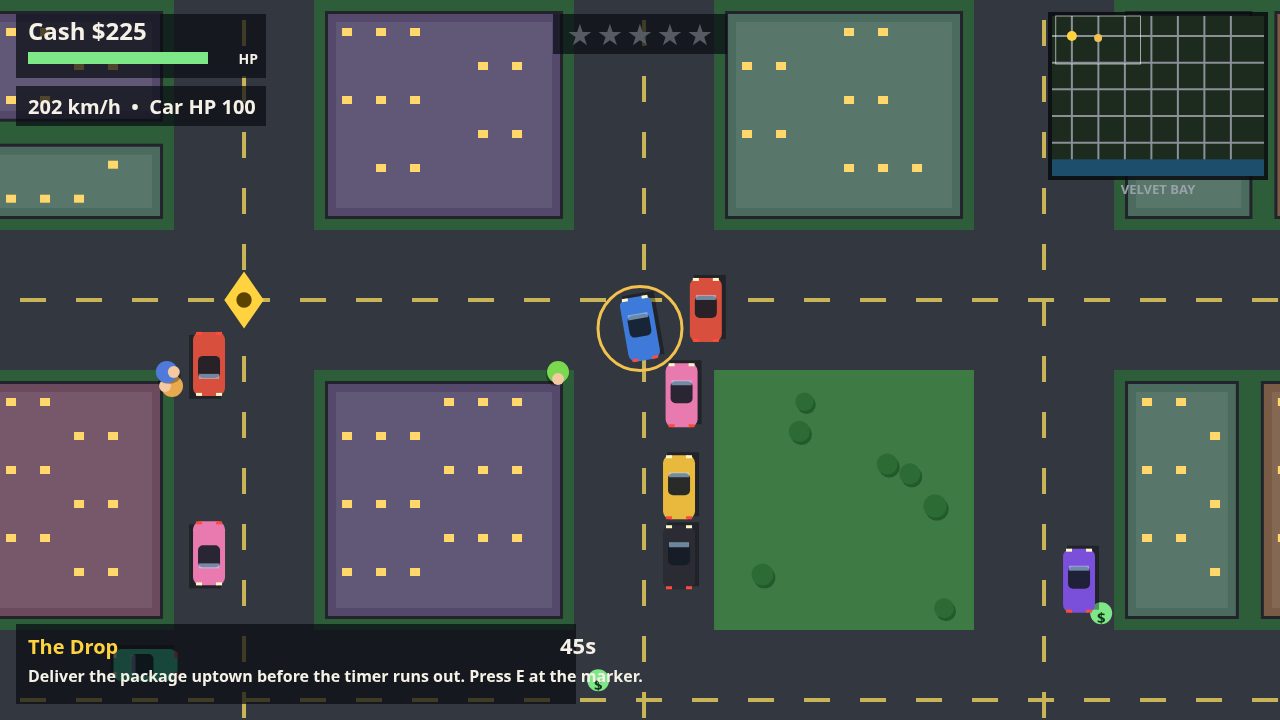 Cash $225
HP
202 km/h • Car HP 100
VELVET BAY
The Drop
45s
Deliver the package uptown before the timer runs out. Press E at the marker.
$
$